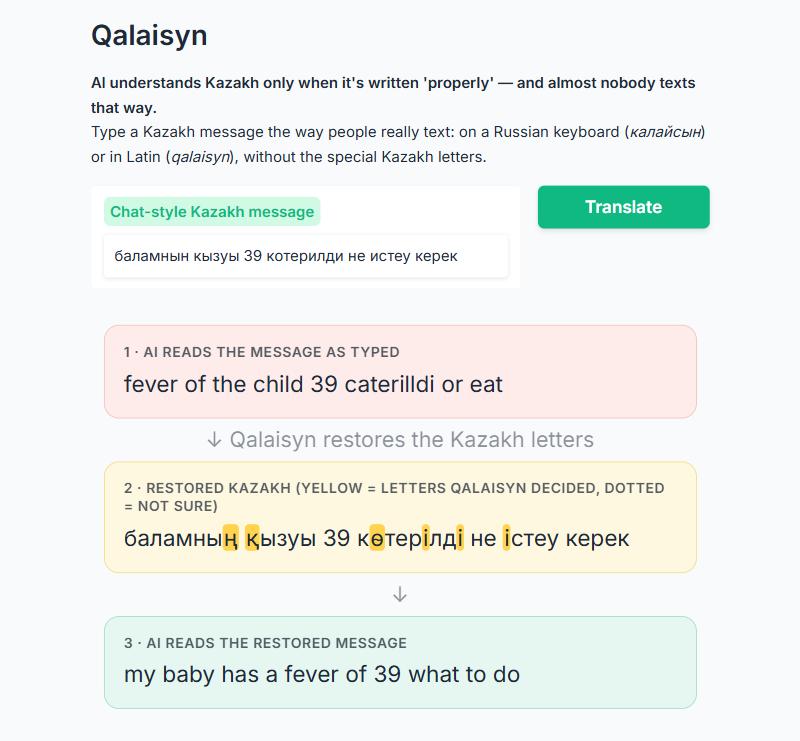 Qalaisyn
AI understands Kazakh only when it's written 'properly' — and almost nobody texts
that way.
Type a Kazakh message the way people really text: on a Russian keyboard (калайсын)
or in Latin (qalaisyn), without the special Kazakh letters.
Chat-style Kazakh message
Translate
баламнын кызуы 39 котерилди не истеу керек
1 · AI READS THE MESSAGE AS TYPED
fever of the child 39 caterilldi or eat
↓ Qalaisyn restores the Kazakh letters
2 · RESTORED KAZAKH (YELLOW = LETTERS QALAISYN DECIDED, DOTTED
= NOT SURE)
баламның қызуы 39 көтерілді не істеу керек
↓
3 · AI READS THE RESTORED MESSAGE
my baby has a fever of 39 what to do